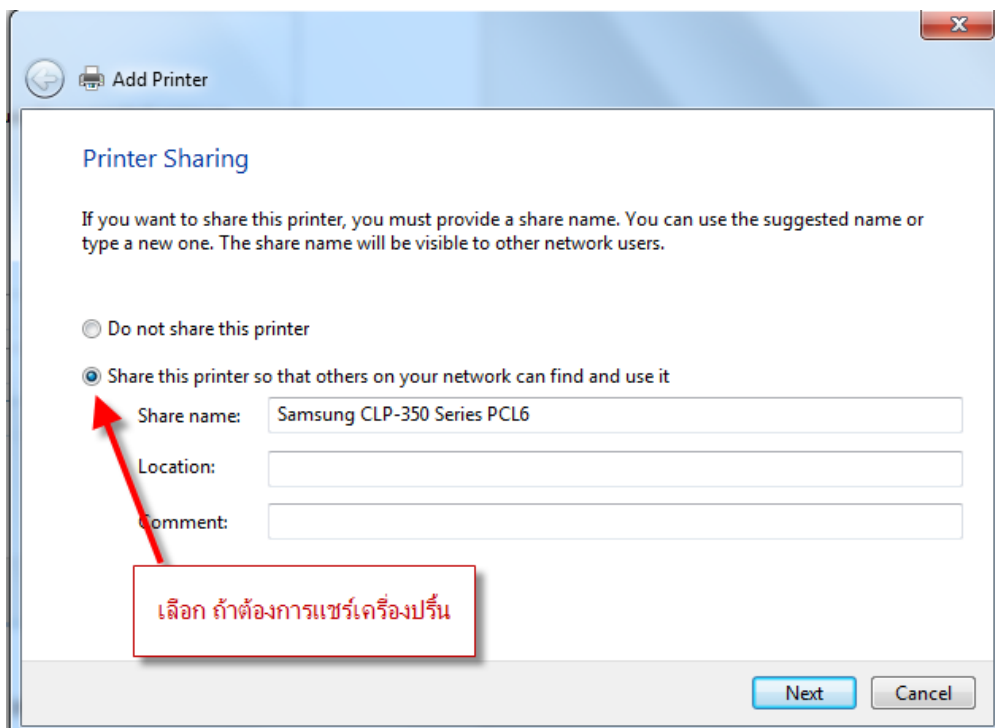 Add Printer
Printer Sharing
If you want to share this printer, you must provide a share name. You can use the suggested name or
type a new one. The share name will be visible to other network users.
Do not share this printer
Share this printer so that others on your network can find and use it
Share name: Samsung CLP-350 Series PCL6
Location:
Comment:
เลือก ถ้าต้องการแชร์เครื่องปริ้น
Next Cancel